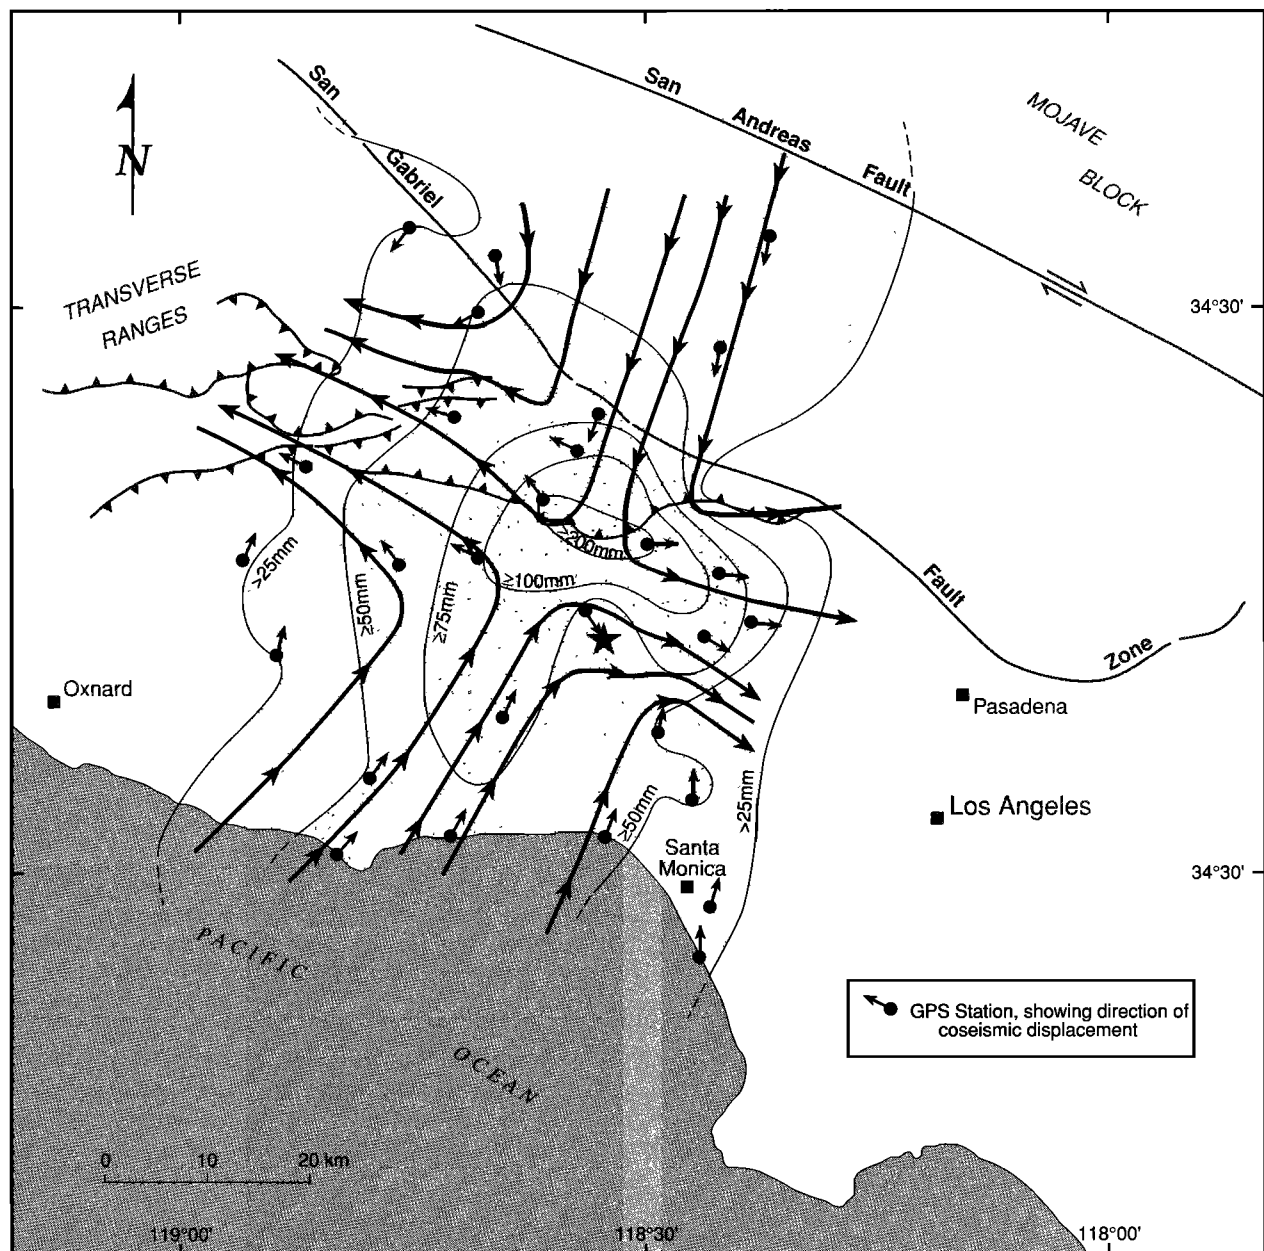 San
San
Andreas
Fault
MOJAVE
BLOCK
N
Gabriel
TRANSVERSE
RANGES
34°30'
>200mm
≥100mm
>25mm
≥50mm
≥75mm
Fault
Zone
Oxnard
Pasadena
>25mm
≥50mm
Los Angeles
Santa
Monica
34°30'
PACIFIC
OCEAN
GPS Station, showing direction of
coseismic displacement
0 10 20 km
119°00' 118°30' 118°00'